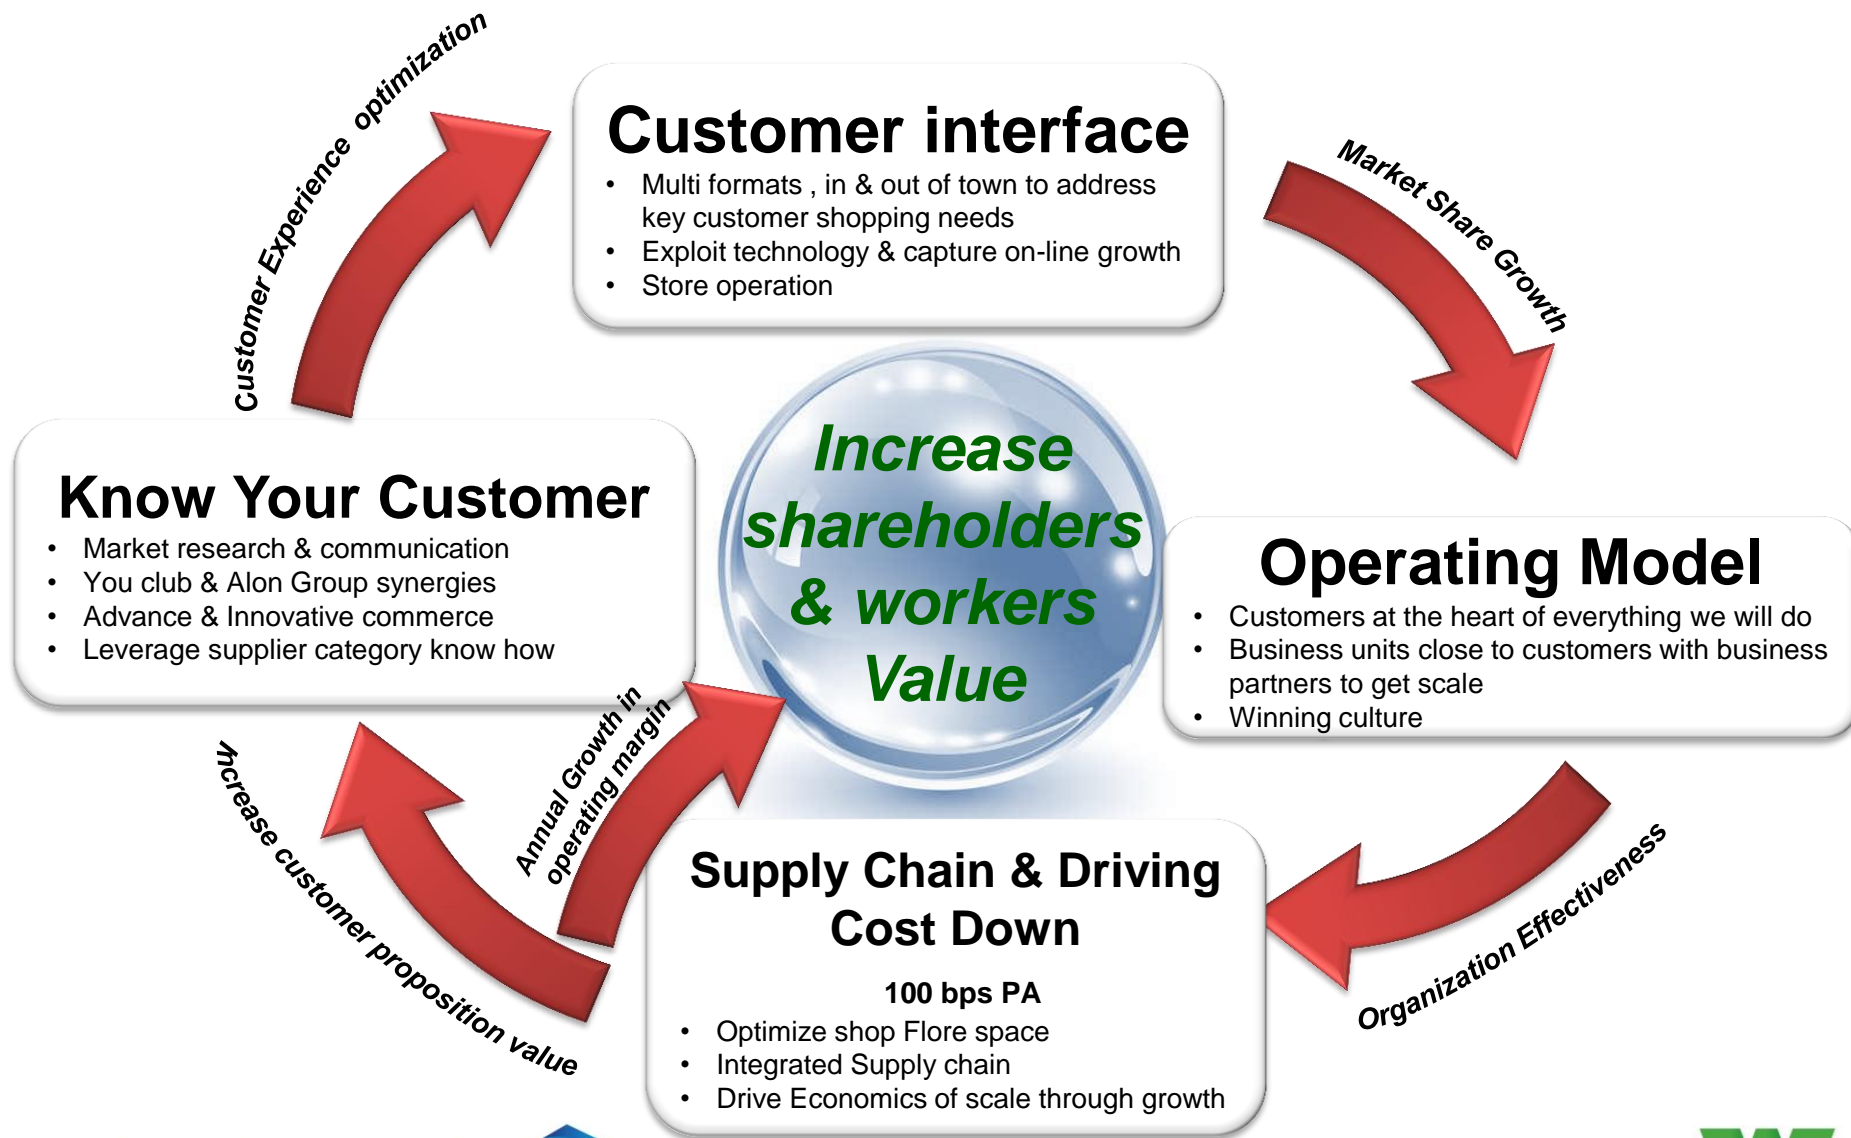 Customer Experience optimization
Customer interface
• Multi formats , in & out of town to address
key customer shopping needs
• Exploit technology & capture on-line growth
• Store operation
Market Share Growth
Know Your Customer
• Market research & communication
• You club & Alon Group synergies
• Advance & Innovative commerce
• Leverage supplier category know how
Increase
shareholders
& workers
Value
Operating Model
• Customers at the heart of everything we will do
• Business units close to customers with business
partners to get scale
• Winning culture
Annual Growth in
operating margin
Increase customer proposition value
Supply Chain & Driving
Cost Down
100 bps PA
• Optimize shop Flore space
• Integrated Supply chain
• Drive Economics of scale through growth
Organization Effectiveness